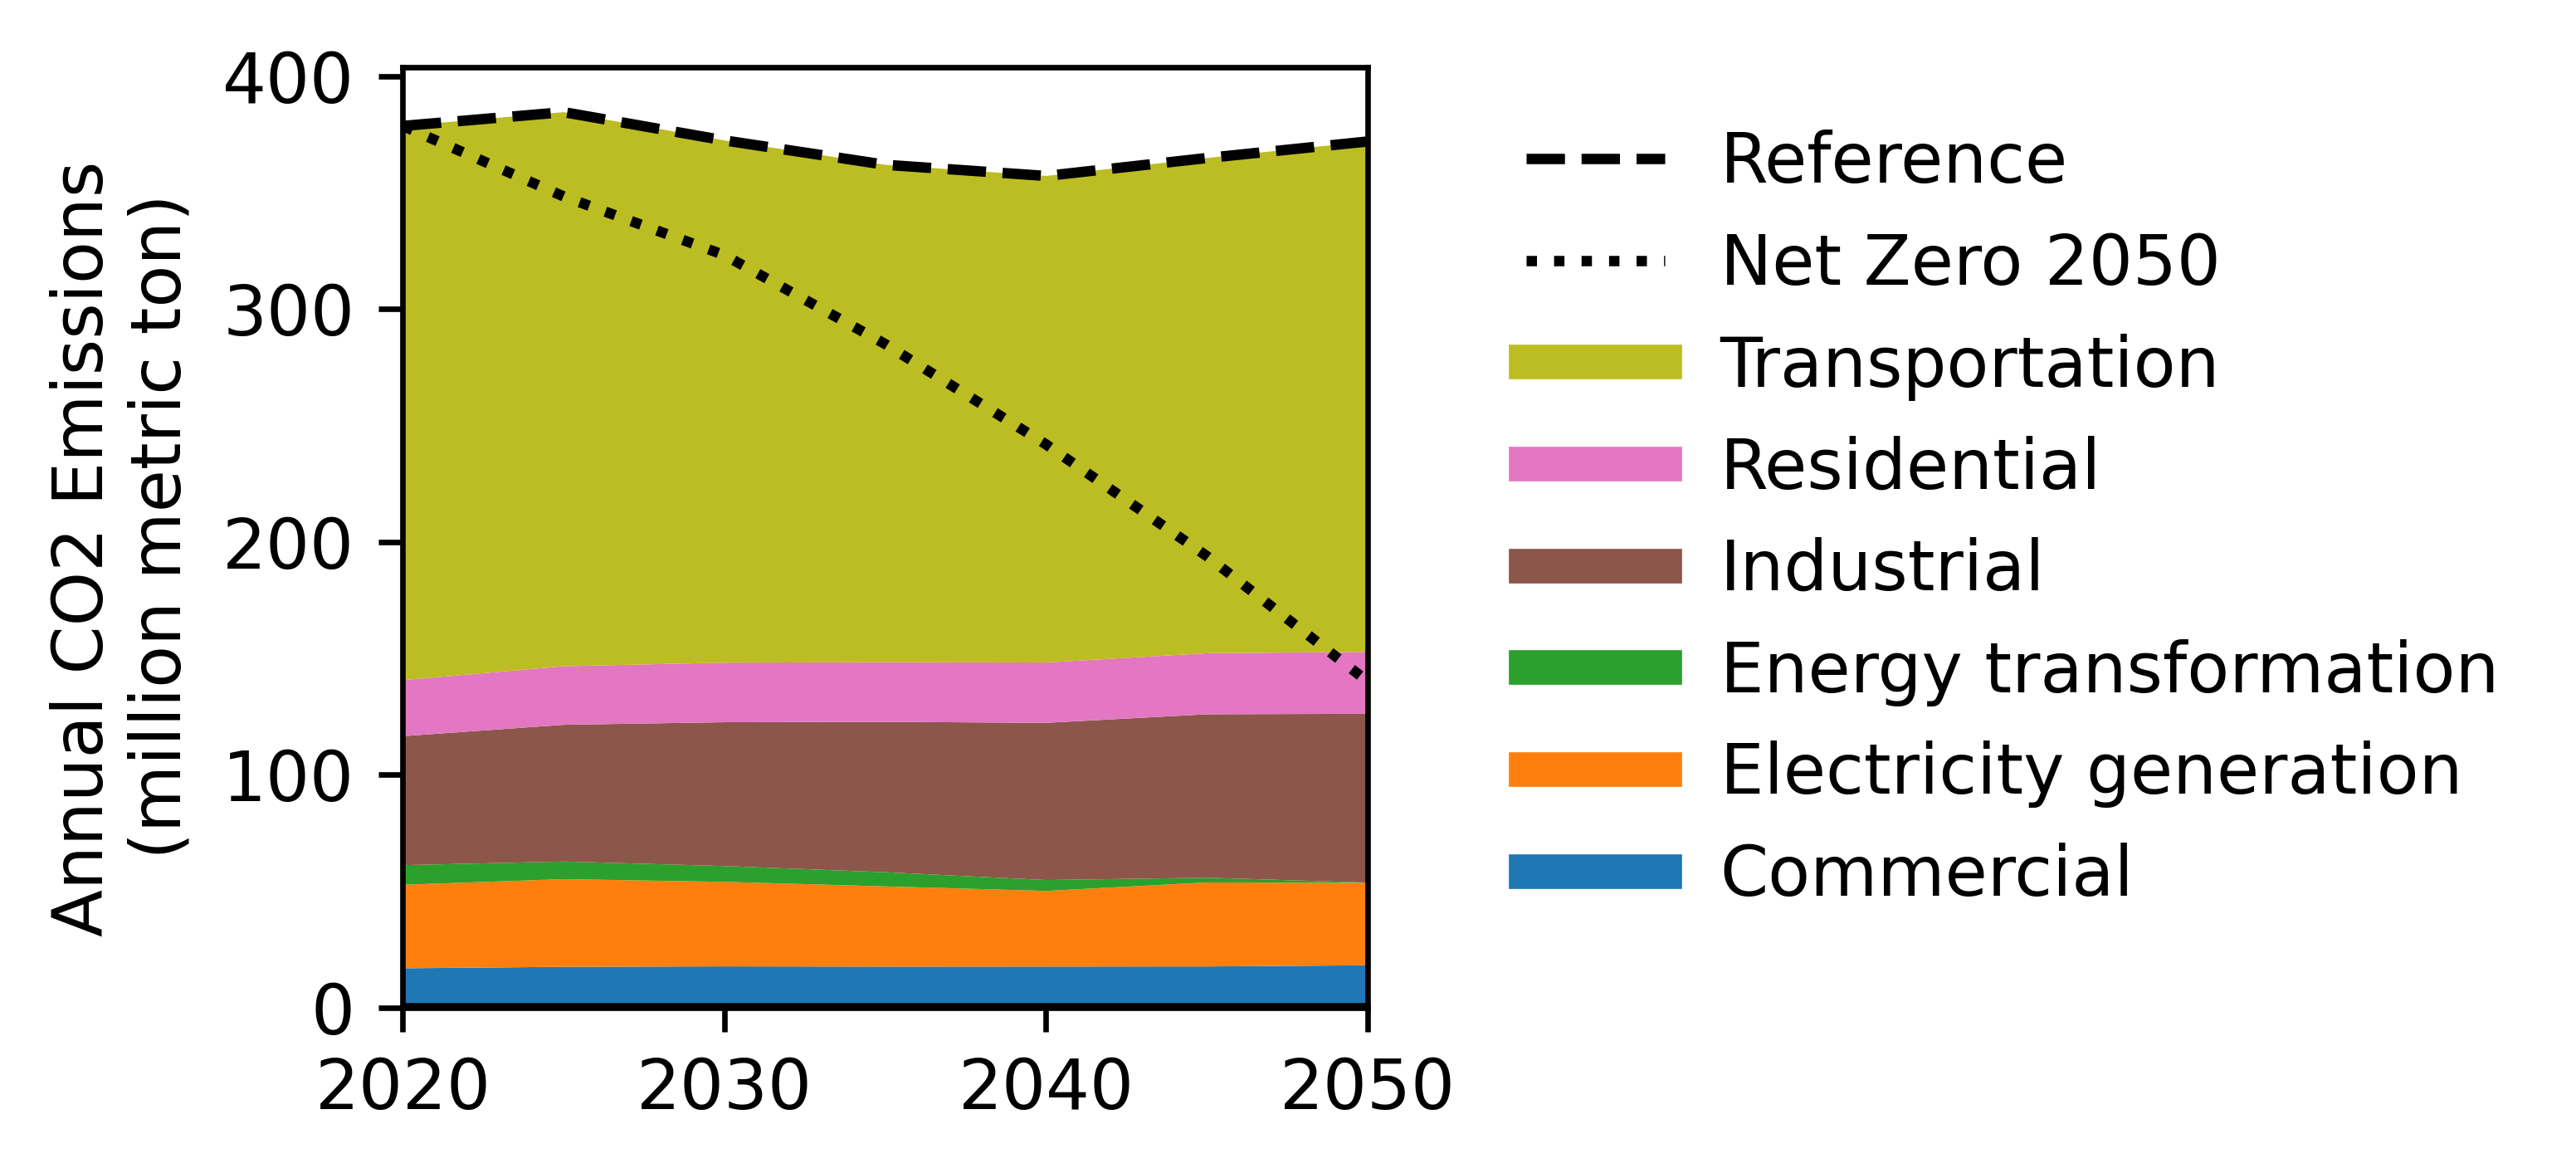 Annual CO2 Emissions
(million metric ton)
400
300
200
100
0
2020
2030
2040
2050
Reference
Net Zero 2050
Transportation
Residential
Industrial
Energy transformation
Electricity generation
Commercial